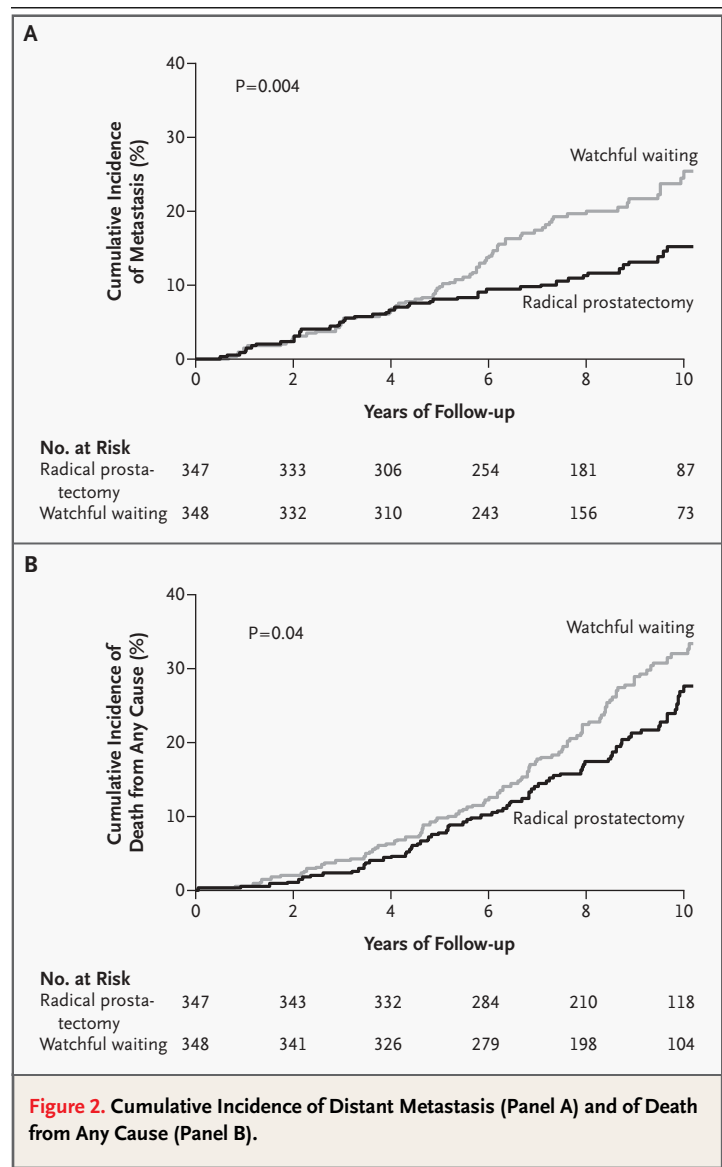 A
40
P=0.004
30
Watchful waiting
Cumulative Incidence
of Metastasis (%)
20
10
Radical prostatectomy
0
0 2 4 6 8 10
Years of Follow-up
No. at Risk
Radical prosta-
tectomy
347 333 306 254 181 87
Watchful waiting 348 332 310 243 156 73
B
40
P=0.04
Watchful waiting
30
Cumulative Incidence of
Death from Any Cause (%)
20
10
Radical prostatectomy
0
0 2 4 6 8 10
Years of Follow-up
No. at Risk
Radical prosta-
tectomy
347 343 332 284 210 118
Watchful waiting 348 341 326 279 198 104
Figure 2. Cumulative Incidence of Distant Metastasis (Panel A) and of Death
from Any Cause (Panel B).